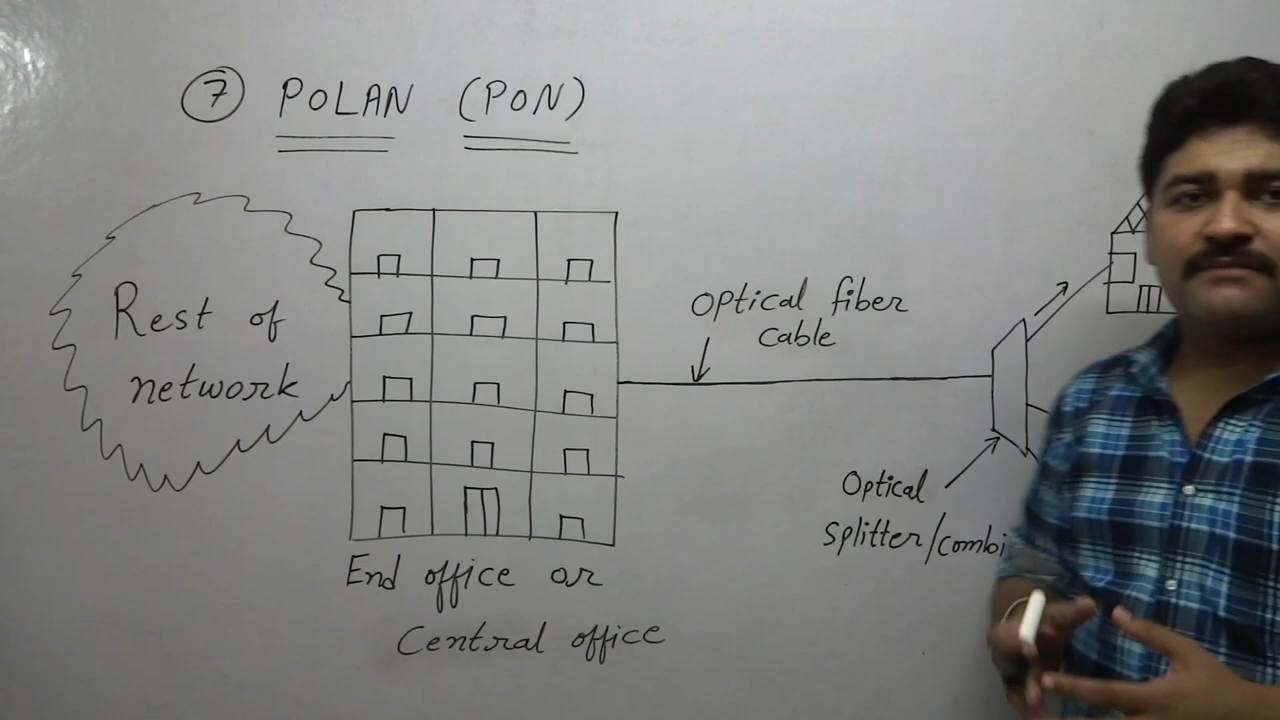 7 POLAN (PON)
Rest of
network
Optical fiber
cable
Optical
splitter/combi
End office or
Central office